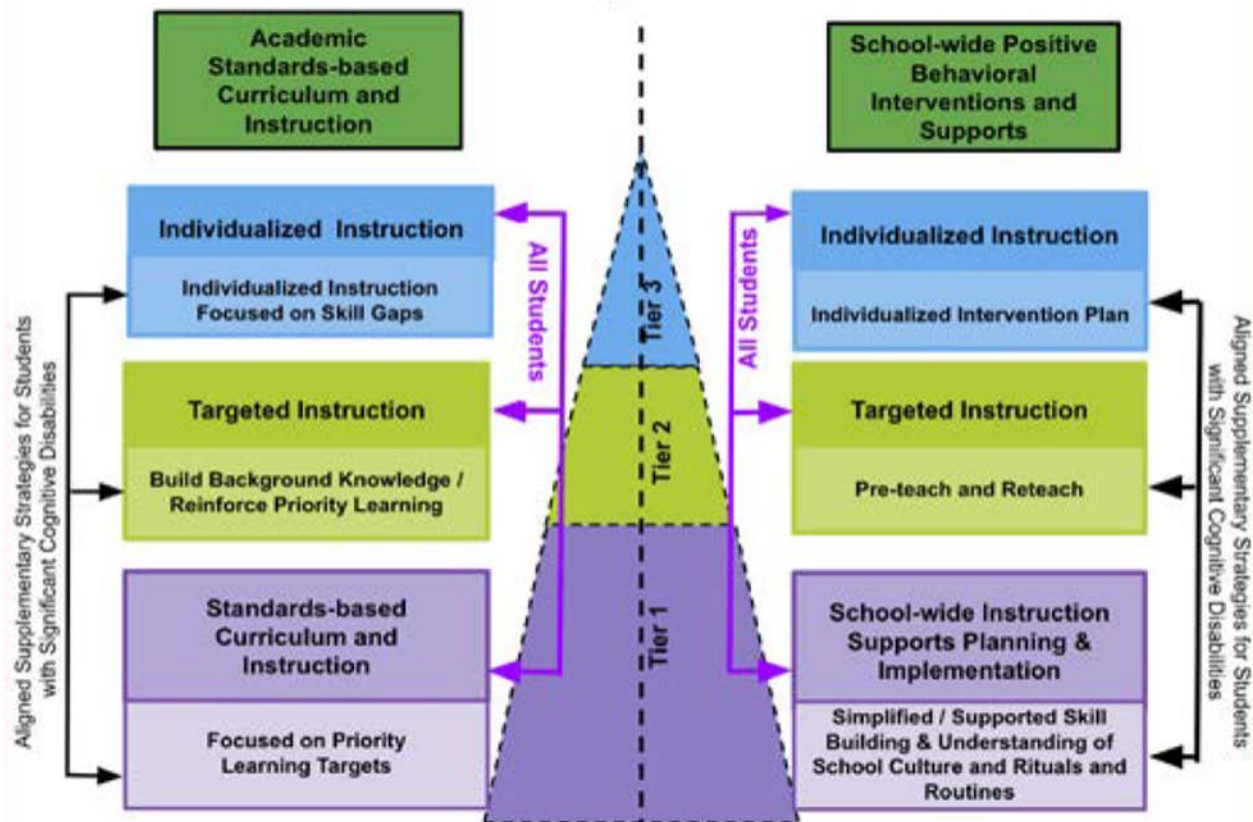 Academic
Standards-based
Curriculum and
Instruction
School-wide Positive
Behavioral
Interventions and
Supports
Individualized Instruction
Individualized Instruction
Focused on Skill Gaps
Targeted Instruction
Build Background Knowledge /
Reinforce Priority Learning
Standards-based
Curriculum and
Instruction
Focused on Priority
Learning Targets
Aligned Supplementary Strategies for Students
with Significant Cognitive Disabilities
All Students
Tier 3
Tier 2
Tier 1
All Students
Individualized Instruction
Individualized Intervention Plan
Targeted Instruction
Pre-teach and Reteach
School-wide Instruction
Supports Planning &
Implementation
Simplified / Supported Skill
Building & Understanding of
School Culture and Rituals and
Routines
Aligned Supplementary Strategies for Students
with Significant Cognitive Disabilities